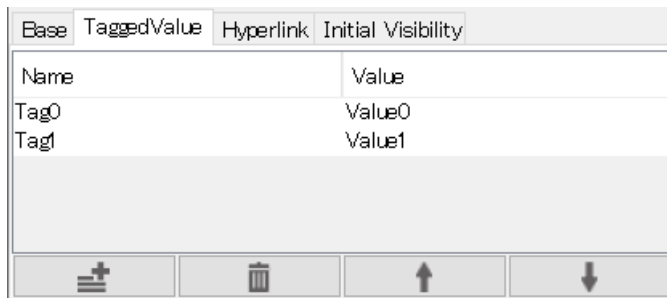 Base TaggedValue Hyperlink Initial Visibility
Name Value
Tag0 Value0
Tag1 Value1